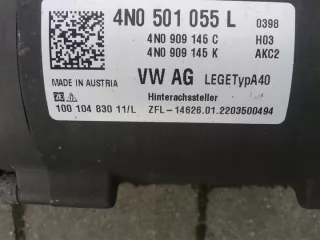 4N0 501 055 L 0398
4N0 909 145 C H03
4N0 909 145 K AKC2
MADE IN AUSTRIA VW AG LEGETypA40
Hinterachssteller
100 104 830 11/L ZFL-14626.01.2203500494